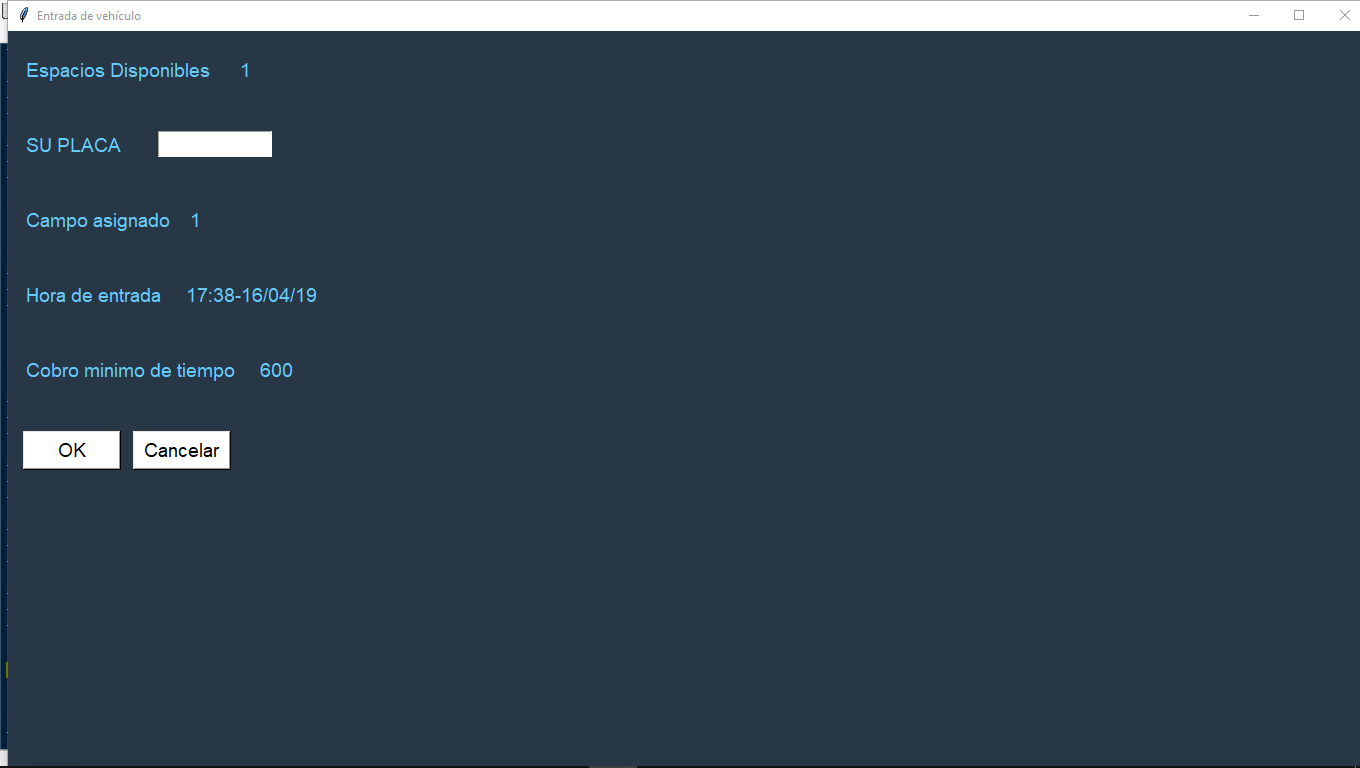 Entrada de vehículo
Espacios Disponibles 1
SU PLACA
Campo asignado 1
Hora de entrada 17:38-16/04/19
Cobro minimo de tiempo 600
OK Cancelar